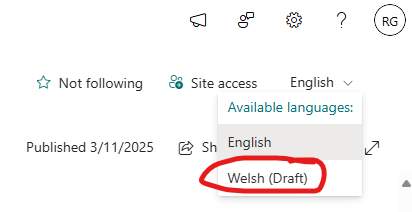 ?
RG
Not following
Site access
English
Available languages:
English
Published 3/11/2025
Sh
Welsh (Draft)